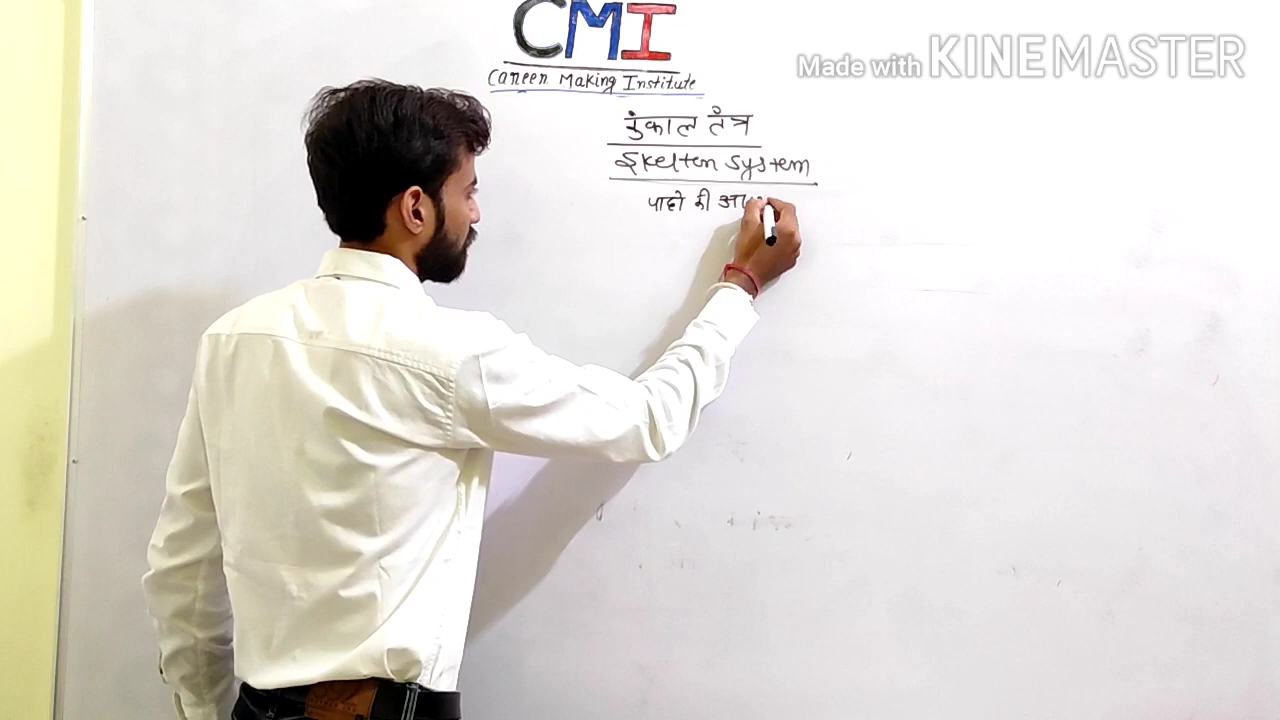 CMI
Made with KINEMASTER
Career Making Institute
कंकाल तंत्र
Skelten system